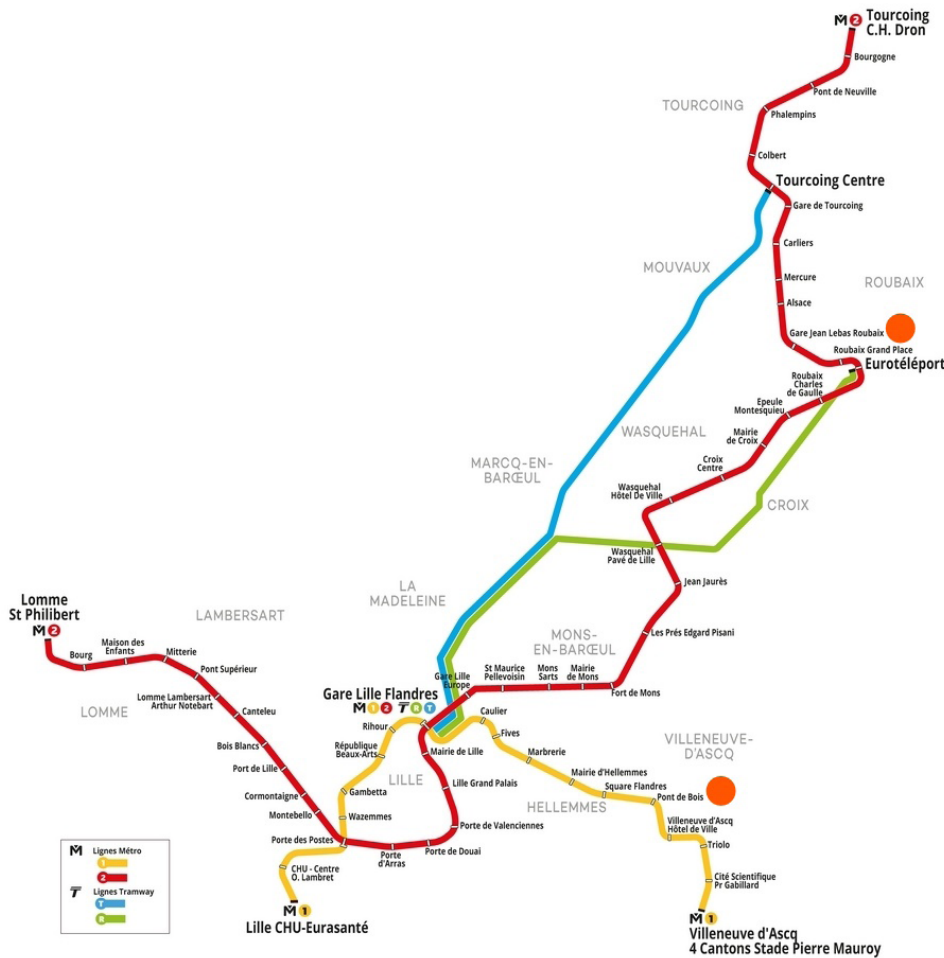 M 2 Tourcoing
C.H. Dron
Bourgogne
Pont de Neuville
TOURCOING
Phalempins
Colbert
Tourcoing Centre
Gare de Tourcoing
Carliers
MOUVAUX
Mercure
ROUBAIX
Alsace
Gare Jean Lebas Roubaix
Roubaix Grand Place
Eurotéléport
Roubaix
Charles
de Gaulle
Epeule
Montesquieu
WASQUEHAL
Mairie
de Croix
MARCQ-EN-
BARŒUL
Croix
Centre
Wasquehal
Hôtel De Ville
CROIX
Wasquehal
Pavé de Lille
Jean Jaurès
LA
MADELEINE
Lomme
St Philibert
M 2
LAMBERSART
Les Prés Edgard Pisani
MONS-
EN-BARŒUL
Bourg
Maison des
Enfants
Mitterie
Pont Supérieur
Gare Lille
Europe
St Maurice
Pellevoisin
Mons
Sarts
Mairie
de Mons
Fort de Mons
Gare Lille Flandres
M 1 2 T R T
Lomme Lambersart
Arthur Notebart
LOMME
Canteleu
Rihour
Caulier
Fives
Bois Blancs
République
Beaux-Arts
Mairie de Lille
Marbrerie
VILLENEUVE-
D'ASCQ
Port de Lille
LILLE
Lille Grand Palais
Mairie d'Hellemmes
Square Flandres
Pont de Bois
Cormontaigne
Gambetta
HELLEMMES
Montebello
Wazemmes
Porte de Valenciennes
Villeneuve d'Ascq
Hôtel de Ville
Porte des Postes
Porte
d'Arras
Porte de Douai
Triolo
CHU - Centre
O. Lambret
Cité Scientifique
Pr Gabillard
M 1
Lille CHU-Eurasanté
M 1
Villeneuve d'Ascq
4 Cantons Stade Pierre Mauroy
M Lignes Métro
1
2
T Lignes Tramway
T
R